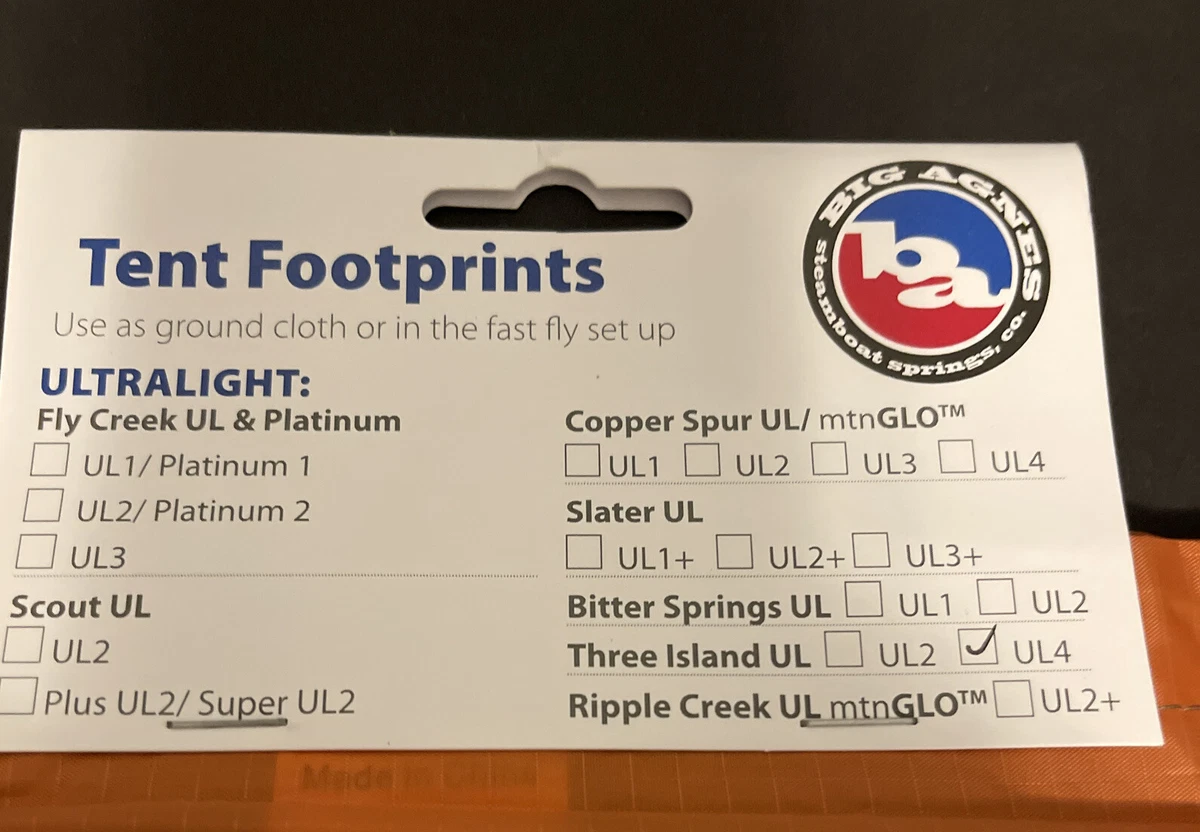 BIG AGNES
ba
steamboat springs, co.
Tent Footprints
Use as ground cloth or in the fast fly set up
ULTRALIGHT:
Fly Creek UL & Platinum
UL1/ Platinum 1
UL2/ Platinum 2
UL3
Scout UL
UL2
Plus UL2/ Super UL2
Copper Spur UL/ mtnGLO™
UL1 UL2 UL3 UL4
Slater UL
UL1+ UL2+ UL3+
Bitter Springs UL UL1 UL2
Three Island UL UL2 ✓ UL4
Ripple Creek UL mtnGLO™ UL2+
Made in China